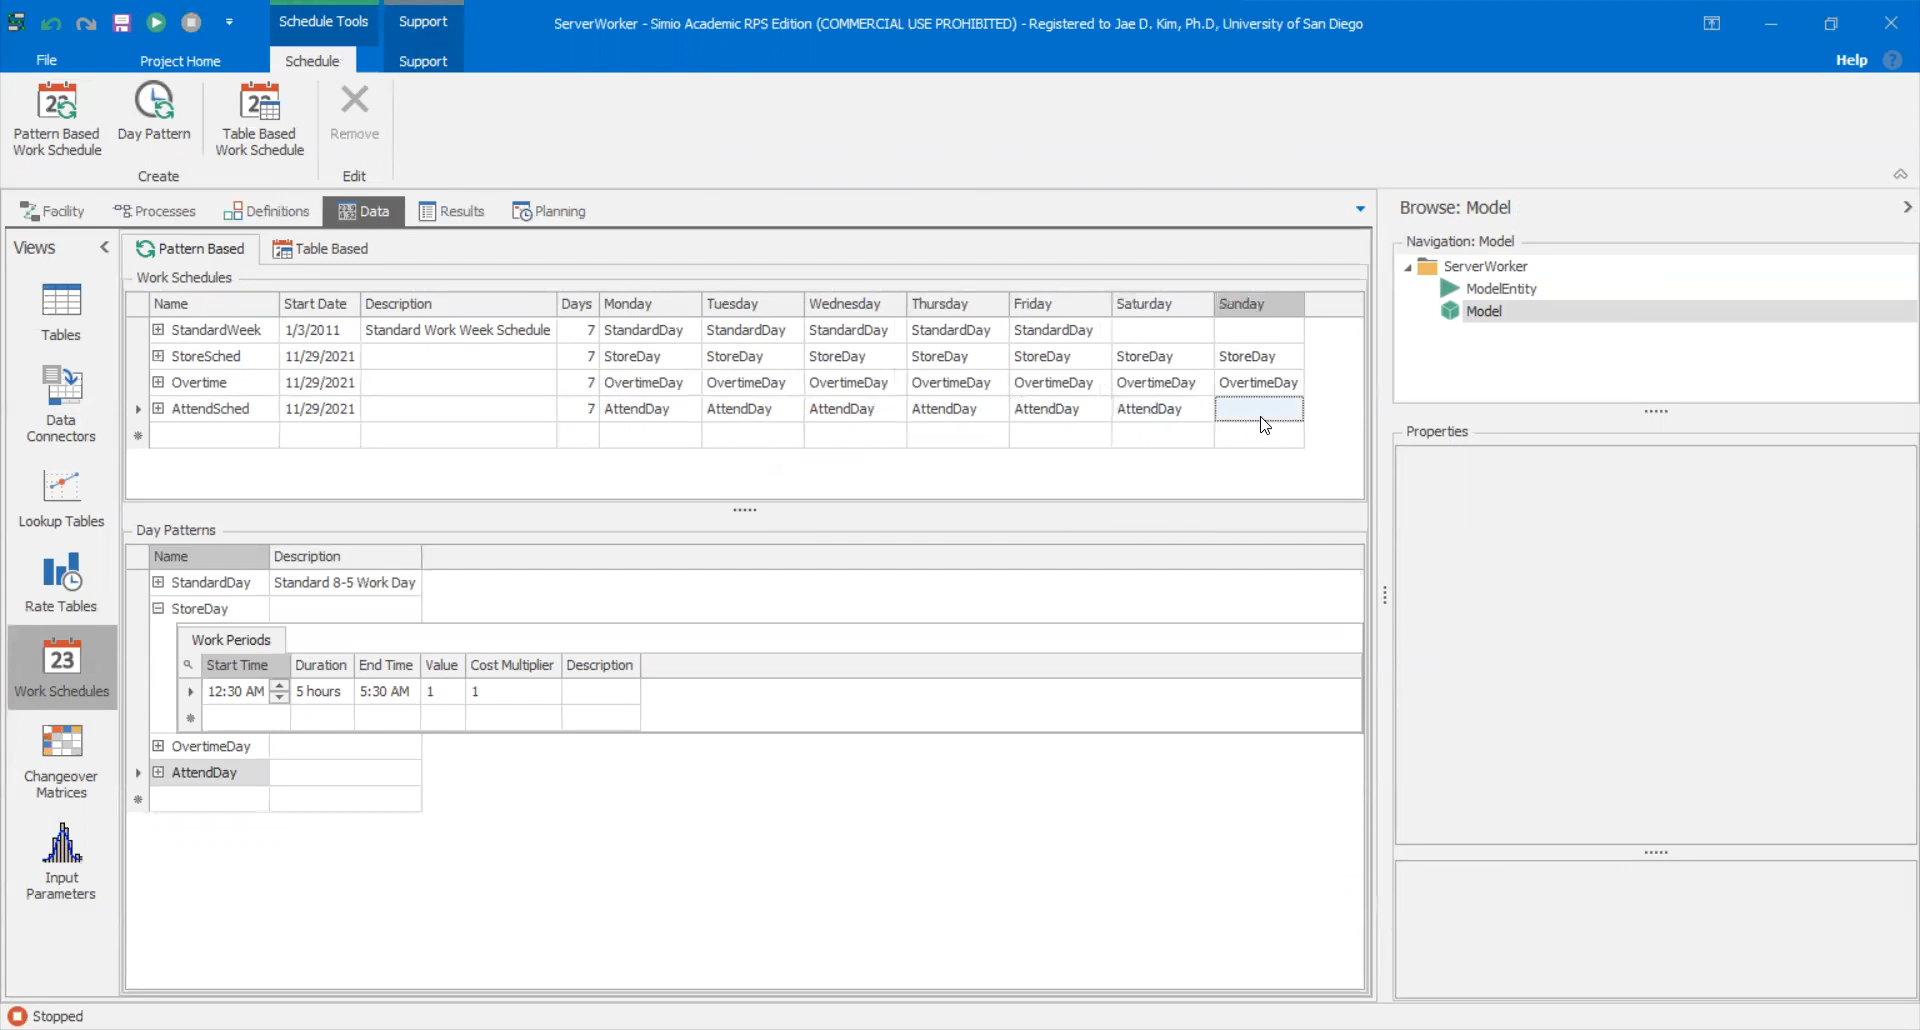 Schedule Tools
Support
ServerWorker - Simio Academic RPS Edition (COMMERCIAL USE PROHIBITED) - Registered to Jae D. Kim, Ph.D, University of San Diego
File
Project Home
Schedule
Support
Help
?
Pattern Based
Work Schedule
Day Pattern
Table Based
Work Schedule
Remove
Create
Edit
Facility
Processes
Definitions
Data
Results
Planning
Browse: Model
Views
Pattern Based
Table Based
Navigation: Model
ServerWorker
ModelEntity
Model
Work Schedules
Name Start Date Description Days Monday Tuesday Wednesday Thursday Friday Saturday Sunday
StandardWeek 1/3/2011 Standard Work Week Schedule 7 StandardDay StandardDay StandardDay StandardDay StandardDay
StoreSched 11/29/2021 7 StoreDay StoreDay StoreDay StoreDay StoreDay StoreDay StoreDay
Overtime 11/29/2021 7 OvertimeDay OvertimeDay OvertimeDay OvertimeDay OvertimeDay OvertimeDay OvertimeDay
AttendSched 11/29/2021 7 AttendDay AttendDay AttendDay AttendDay AttendDay AttendDay
Tables
Data
Connectors
Lookup Tables
Rate Tables
23
Work Schedules
Changeover
Matrices
Input
Parameters
Properties
Day Patterns
Name Description
StandardDay Standard 8-5 Work Day
StoreDay
Work Periods
Start Time Duration End Time Value Cost Multiplier Description
12:30 AM 5 hours 5:30 AM 1 1
OvertimeDay
AttendDay
Stopped